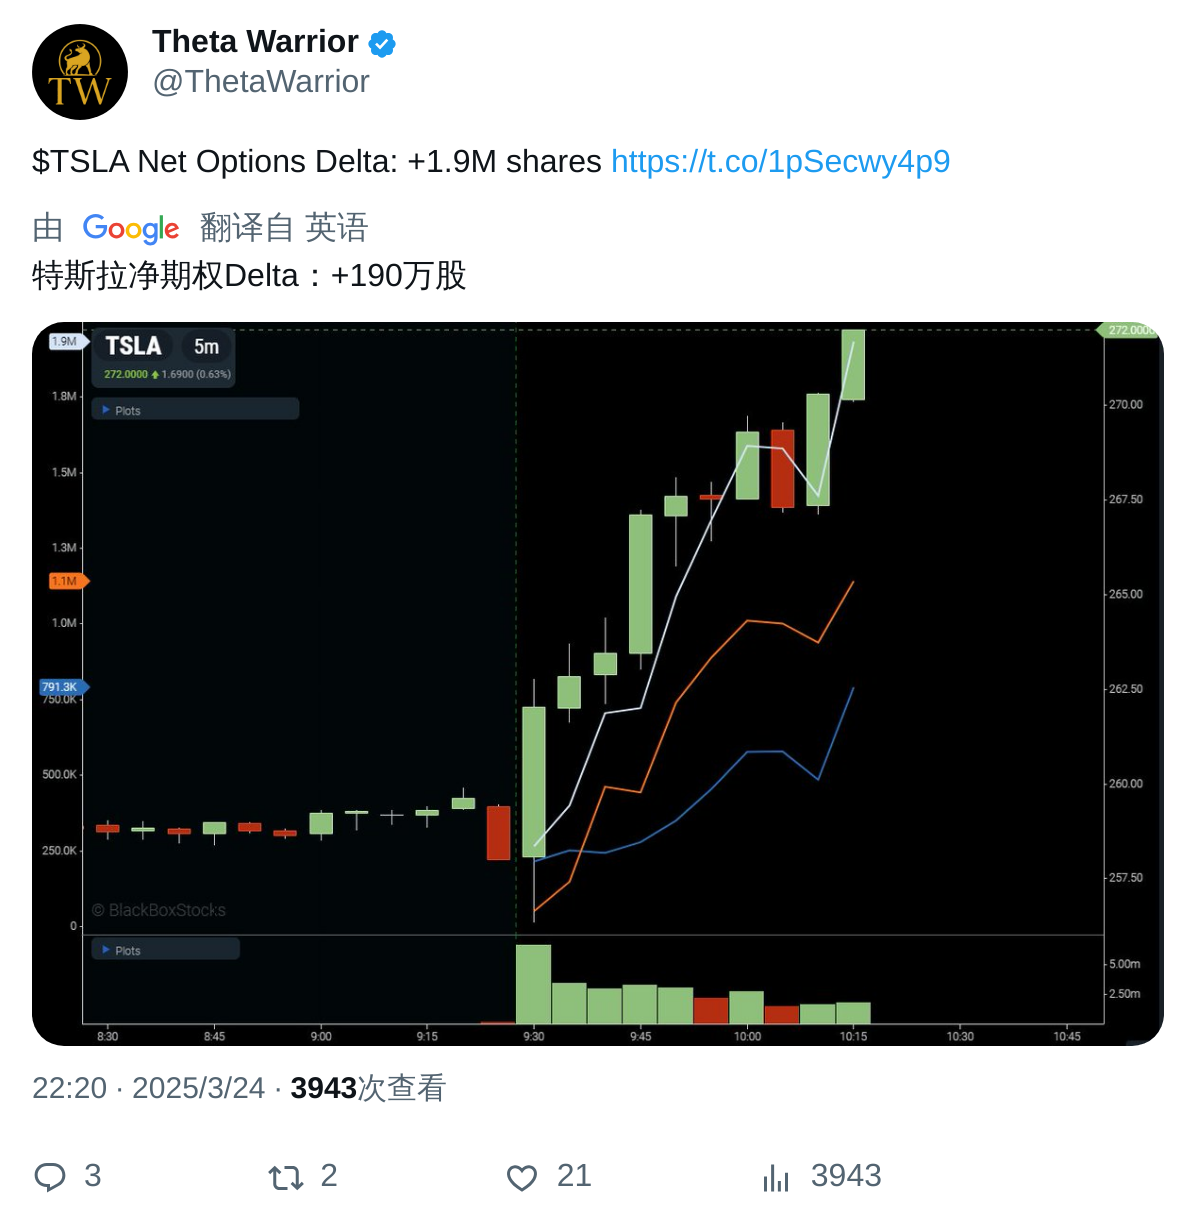 TW
Theta Warrior
@ThetaWarrior
$TSLA Net Options Delta: +1.9M shares https://t.co/1pSecwy4p9
由 Google 翻译自 英语
特斯拉净期权Delta：+190万股
TSLA 5m
272.0000 1.6900 (0.63%)
Plots
1.9M
1.8M
1.5M
1.3M
1.1M
1.0M
791.3K
750.0K
500.0K
250.0K
0
272.0000
270.00
267.50
265.00
262.50
260.00
257.50
© BlackBoxStocks
Plots
5.00m
2.50m
8:30 8:45 9:00 9:15 9:30 9:45 10:00 10:15 10:30 10:45
22:20 · 2025/3/24 · 3943次查看
3 2 21 3943